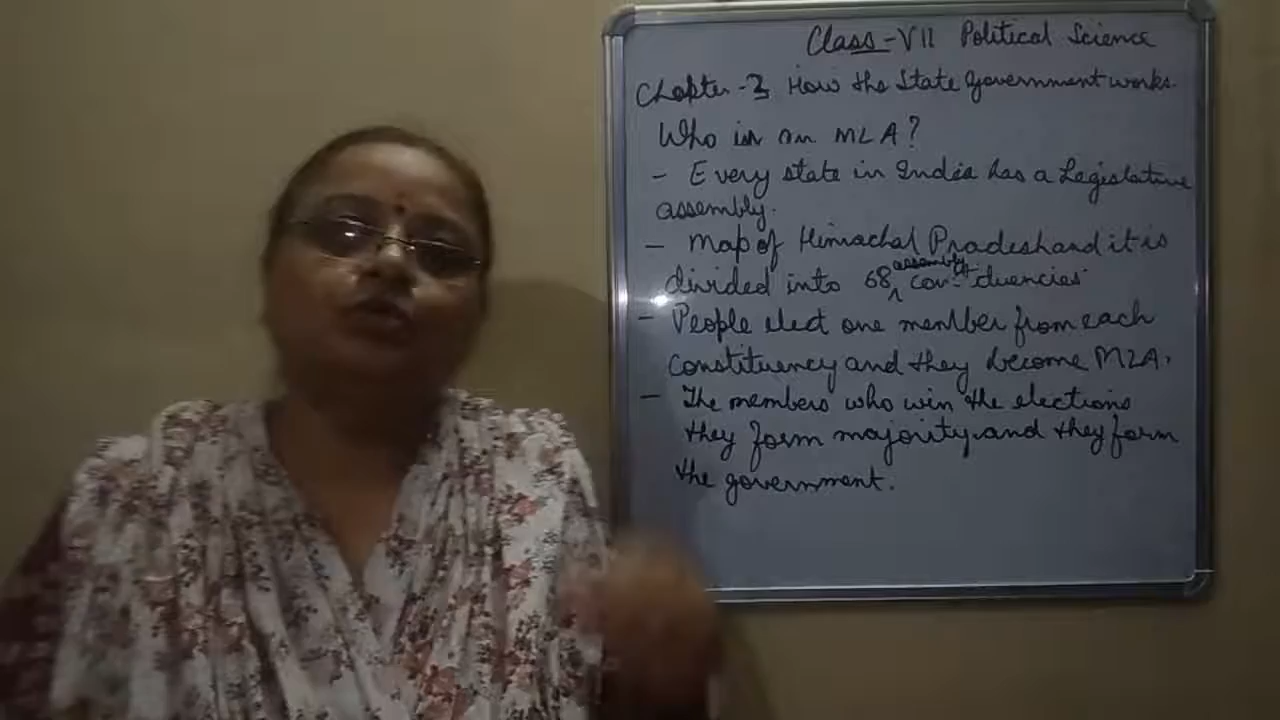 Class-VII Political Science
Chapter-2 How the State Government works.
Who is an MLA?
- Every state in India has a Legislative
assembly.
- Map of Himachal Pradesh and it is
divided into 68 assembly constituencies
- People elect one member from each
constituency and they become MLA.
- The members who win the elections
they form majority and they form
the government.